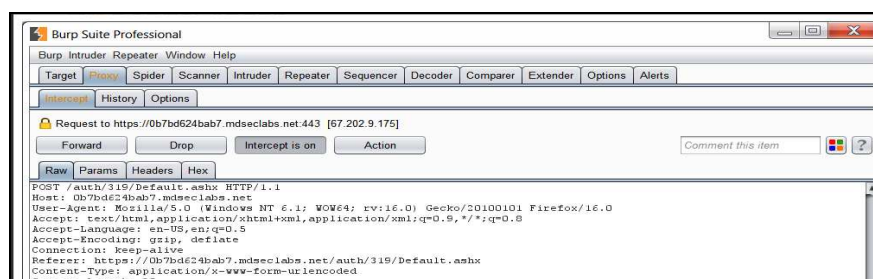 Burp Suite Professional
Burp Intruder Repeater Window Help
Target Proxy Spider Scanner Intruder Repeater Sequencer Decoder Comparer Extender Options Alerts
Intercept History Options
Request to https://0b7bd624bab7.mdseclabs.net:443 [67.202.9.175]
Forward Drop Intercept is on Action Comment this item ?
Raw Params Headers Hex
POST /auth/319/Default.ashx HTTP/1.1
Host: 0b7bd624bab7.mdseclabs.net
User-Agent: Mozilla/5.0 (Windows NT 6.1; WOW64; rv:16.0) Gecko/20100101 Firefox/16.0
Accept: text/html,application/xhtml+xml,application/xml;q=0.9,*/*;q=0.8
Accept-Language: en-US,en;q=0.5
Accept-Encoding: gzip, deflate
Connection: keep-alive
Referer: https://0b7bd624bab7.mdseclabs.net/auth/319/Default.ashx
Content-Type: application/x-www-form-urlencoded